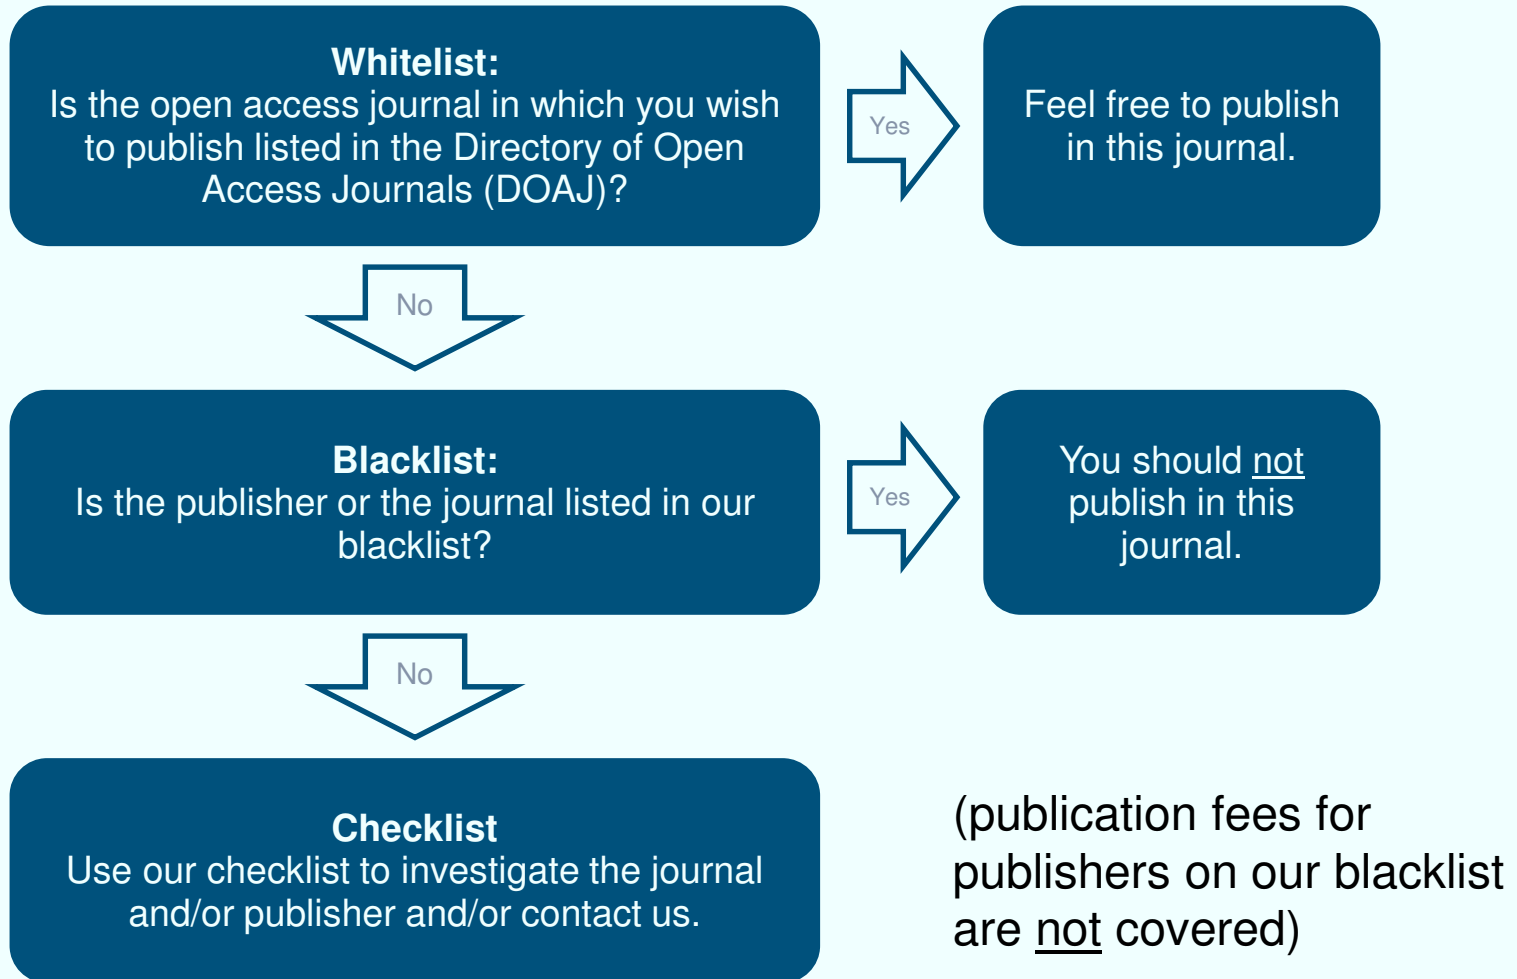 Whitelist:
Is the open access journal in which you wish
to publish listed in the Directory of Open
Access Journals (DOAJ)?
Yes
Feel free to publish
in this journal.
No
Blacklist:
Is the publisher or the journal listed in our
blacklist?
Yes
You should not
publish in this
journal.
No
Checklist
Use our checklist to investigate the journal
and/or publisher and/or contact us.
(publication fees for
publishers on our blacklist
are not covered)